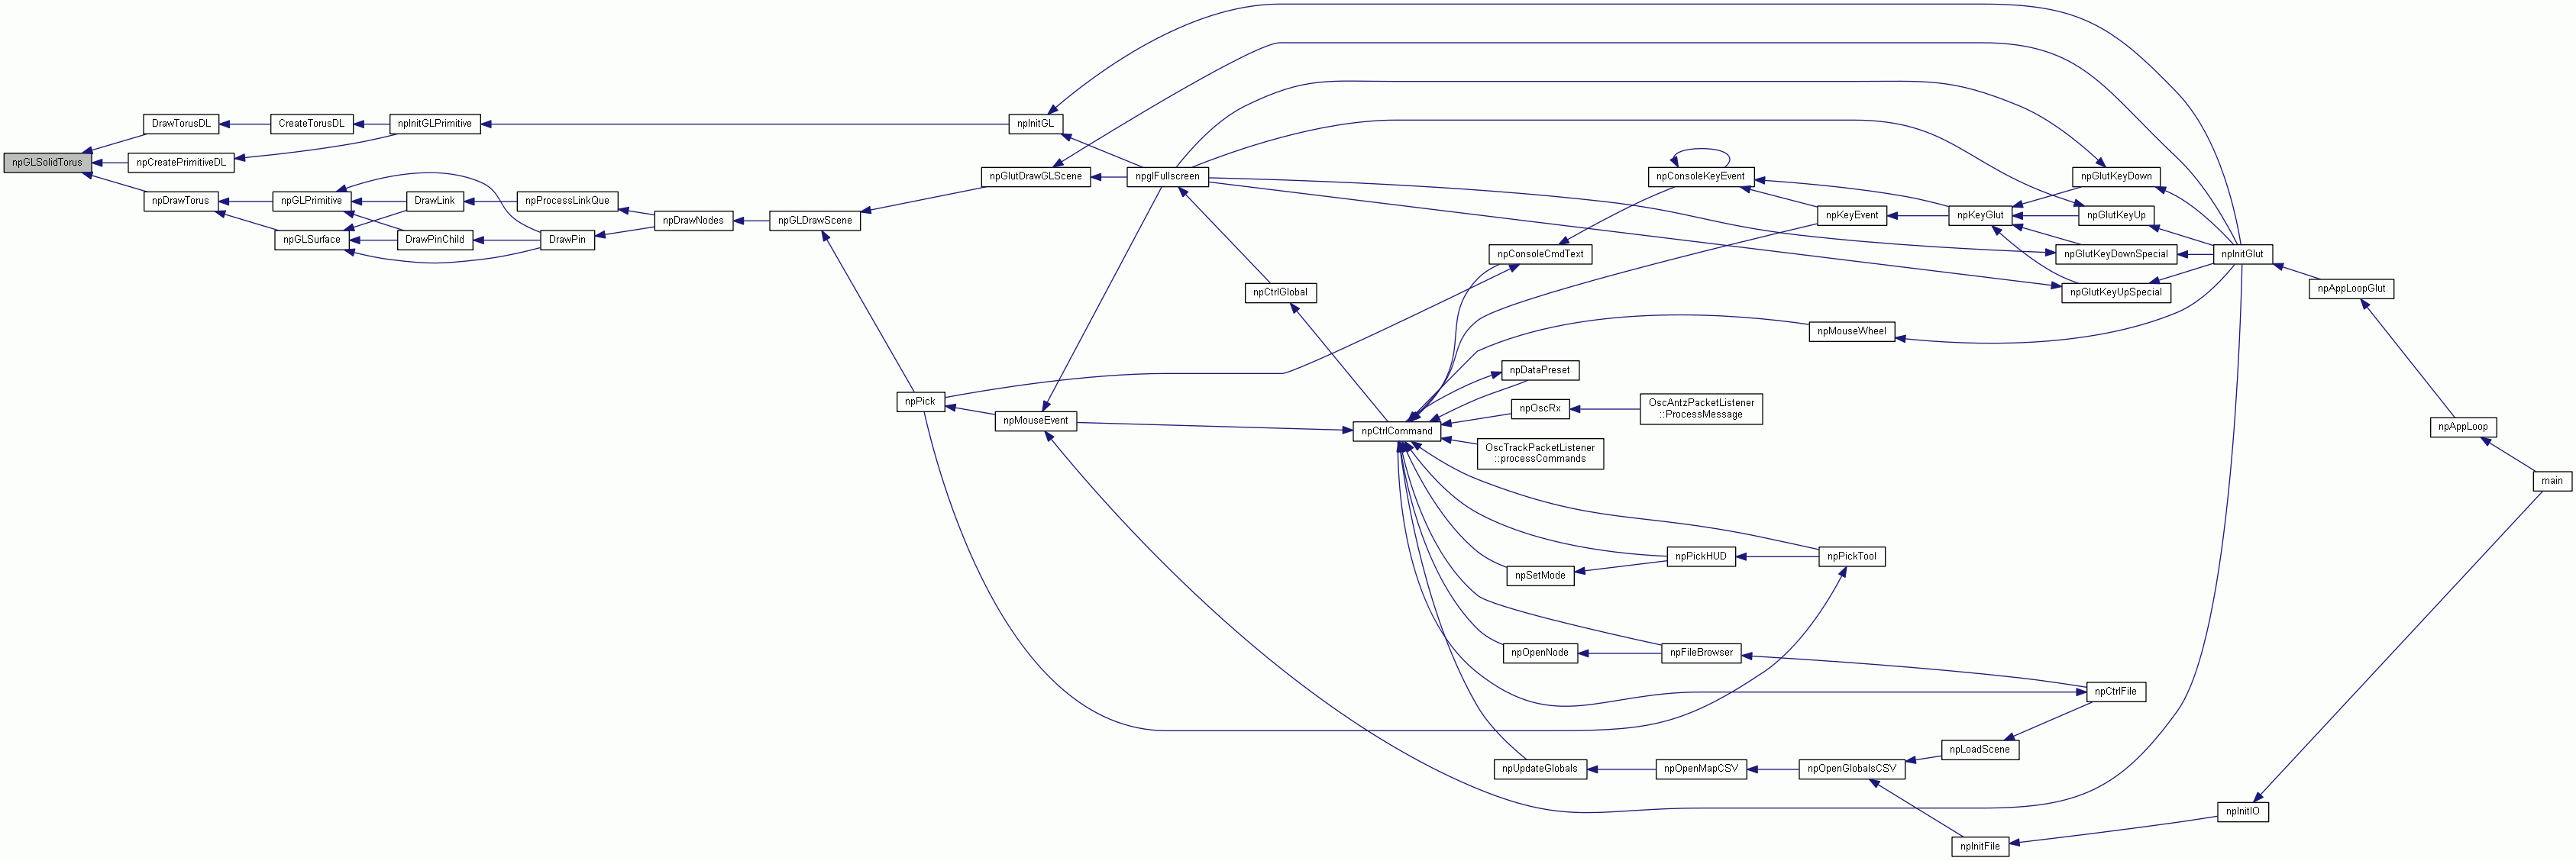 npGLSolidTorus
DrawTorusDL
npCreatePrimitiveDL
npDrawTorus
CreateTorusDL
npGLPrimitive
npGLSurface
npInitGLPrimitive
DrawLink
DrawPinChild
npProcessLinkQue
DrawPin
npDrawNodes
npGLDrawScene
npPick
npInitGL
npGlutDrawGLScene
npMouseEvent
npglFullscreen
npCtrlGlobal
npCtrlCommand
npConsoleCmdText
npDataPreset
npOscRx
OscTrackPacketListener
::processCommands
npSetMode
npOpenNode
npUpdateGlobals
npConsoleKeyEvent
OscAntzPacketListener
::ProcessMessage
npPickHUD
npFileBrowser
npOpenMapCSV
npKeyEvent
npMouseWheel
npPickTool
npOpenGlobalsCSV
npKeyGlut
npLoadScene
npInitFile
npGlutKeyDown
npGlutKeyUp
npGlutKeyDownSpecial
npGlutKeyUpSpecial
npCtrlFile
npInitGlut
npInitIO
npAppLoopGlut
npAppLoop
main